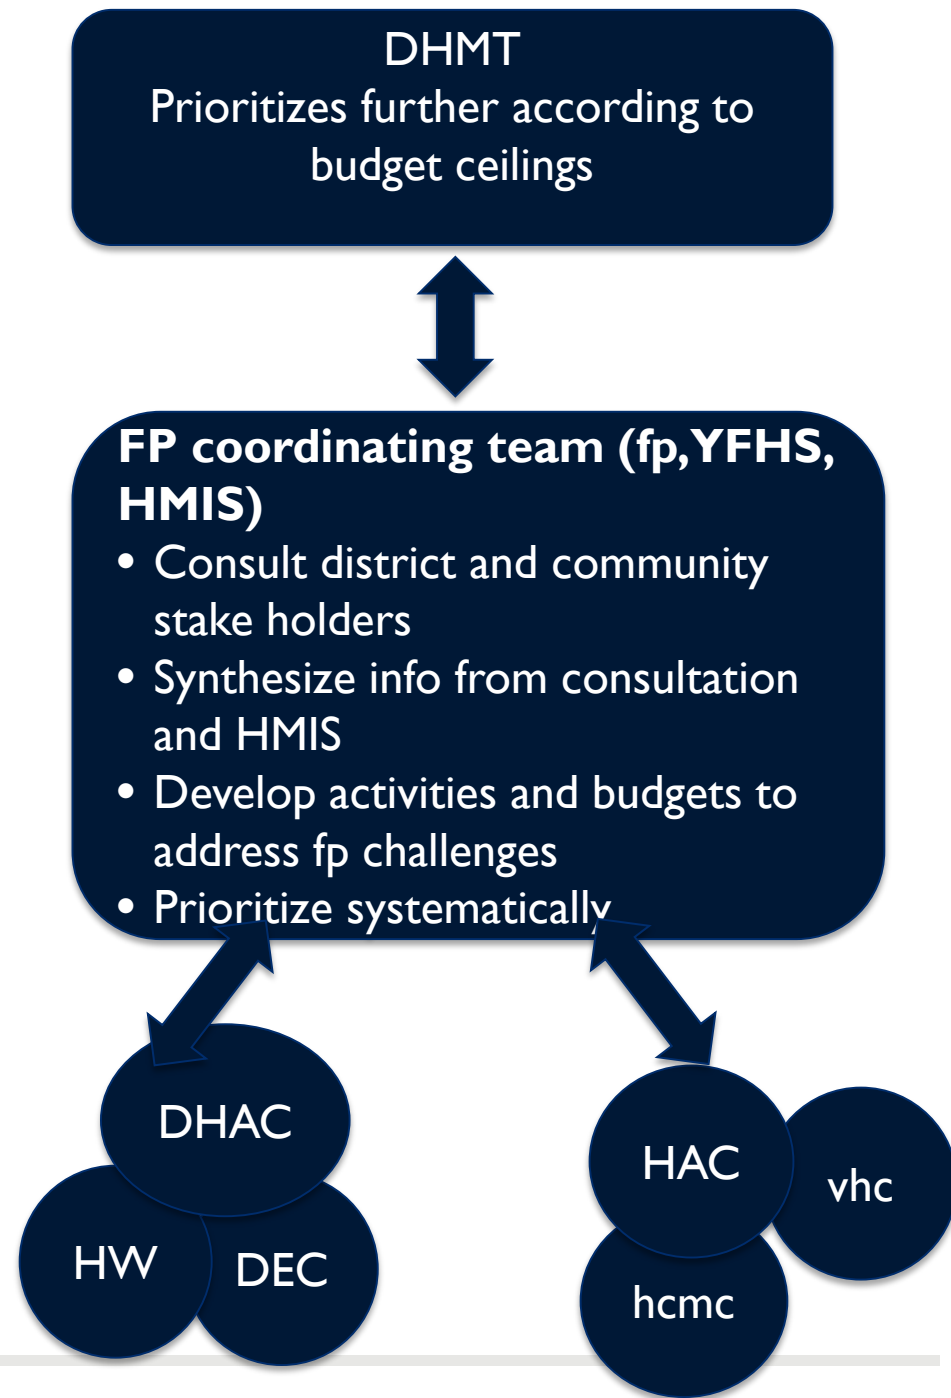 DHMT
Prioritizes further according to
budget ceilings
FP coordinating team (fp, YFHS,
HMIS)
• Consult district and community
stake holders
• Synthesize info from consultation
and HMIS
• Develop activities and budgets to
address fp challenges
• Prioritize systematically
DHAC
HW
DEC
HAC
vhc
hcmc